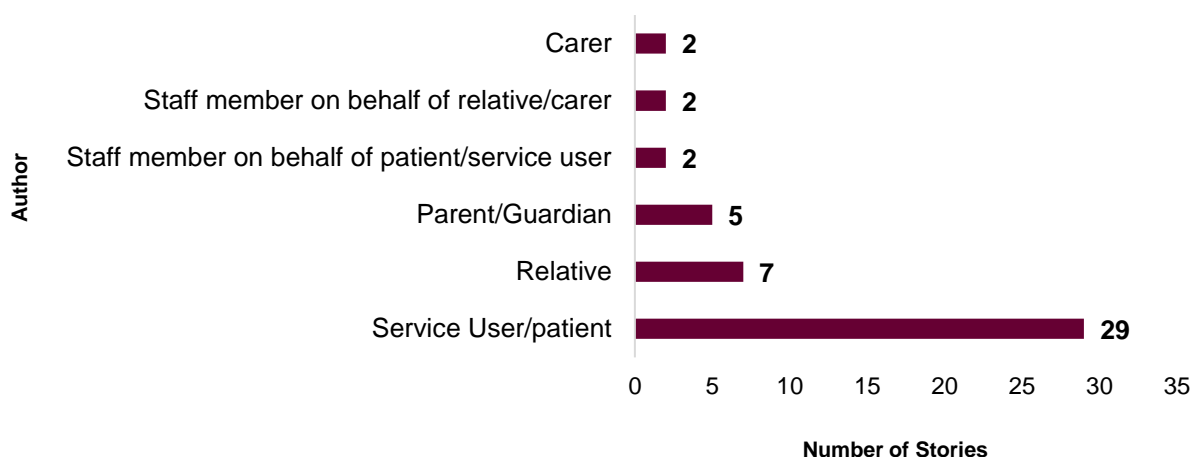 Carer 2
Staff member on behalf of relative/carer 2
Staff member on behalf of patient/service user 2
Parent/Guardian 5
Relative 7
Service User/patient 29
Author
0 5 10 15 20 25 30 35
Number of Stories